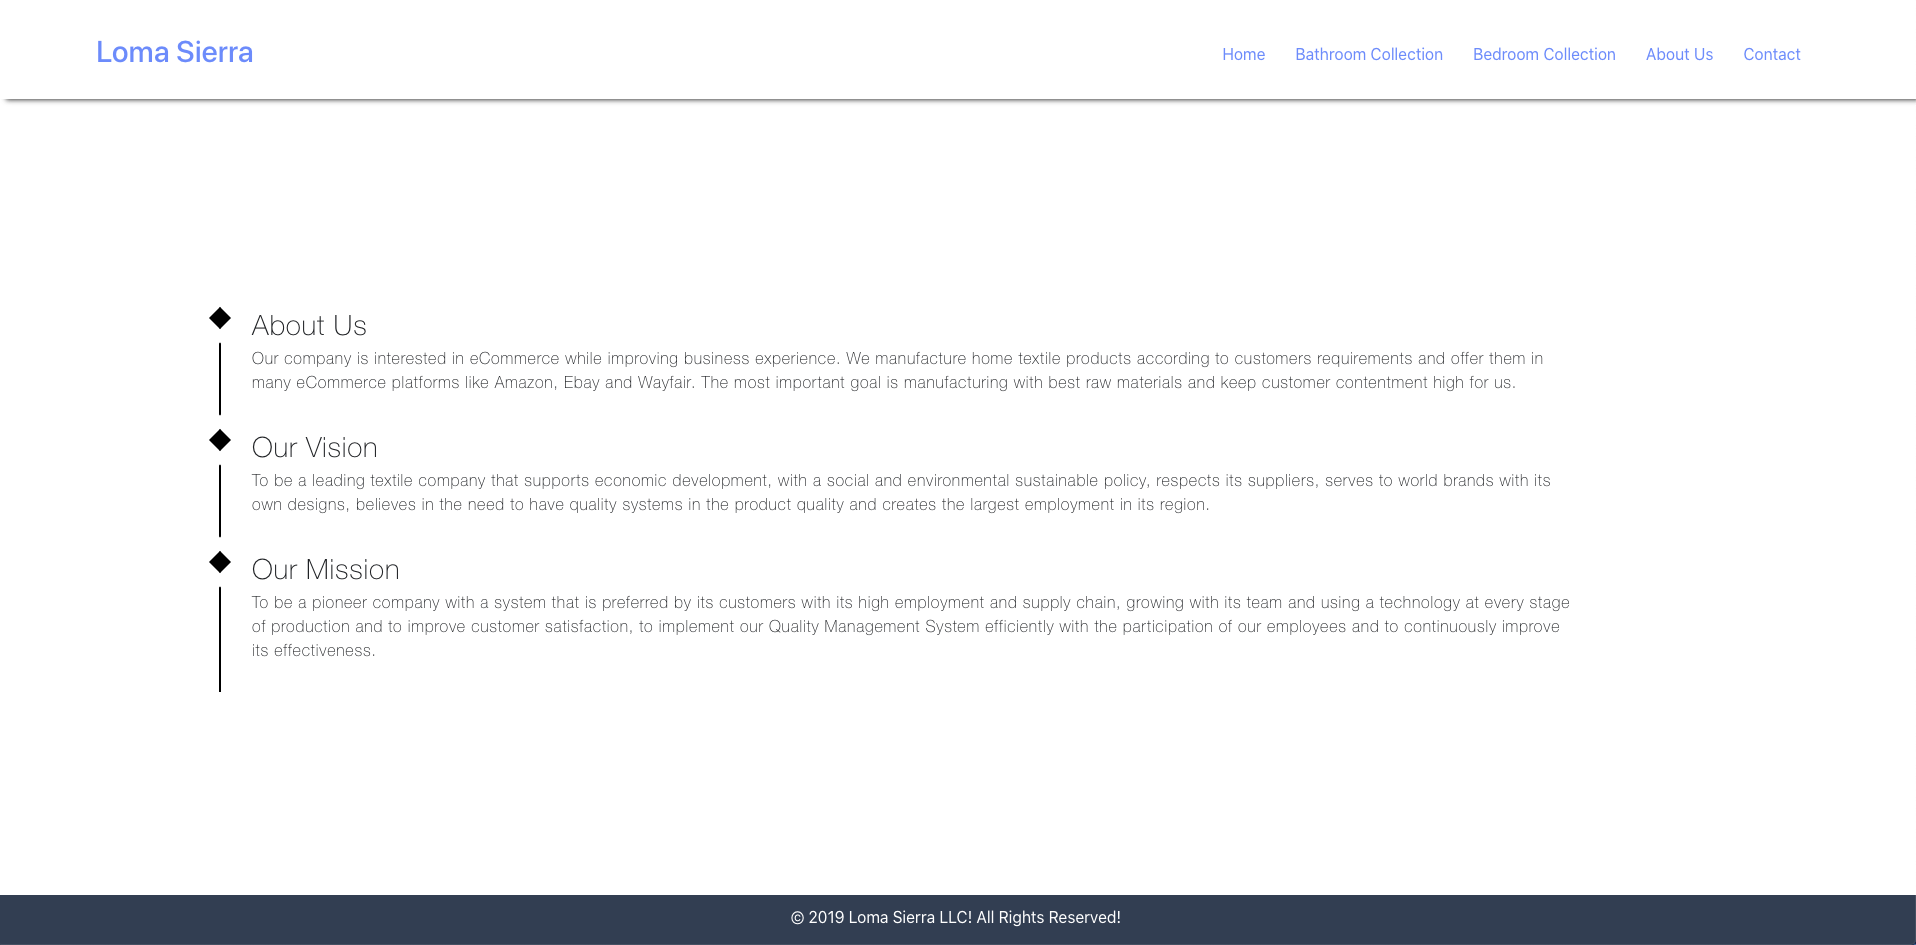 Loma Sierra
Home Bathroom Collection Bedroom Collection About Us Contact
About Us
Our company is interested in eCommerce while improving business experience. We manufacture home textile products according to customers requirements and offer them in
many eCommerce platforms like Amazon, Ebay and Wayfair. The most important goal is manufacturing with best raw materials and keep customer contentment high for us.
Our Vision
To be a leading textile company that supports economic development, with a social and environmental sustainable policy, respects its suppliers, serves to world brands with its
own designs, believes in the need to have quality systems in the product quality and creates the largest employment in its region.
Our Mission
To be a pioneer company with a system that is preferred by its customers with its high employment and supply chain, growing with its team and using a technology at every stage
of production and to improve customer satisfaction, to implement our Quality Management System efficiently with the participation of our employees and to continuously improve
its effectiveness.
© 2019 Loma Sierra LLC! All Rights Reserved!